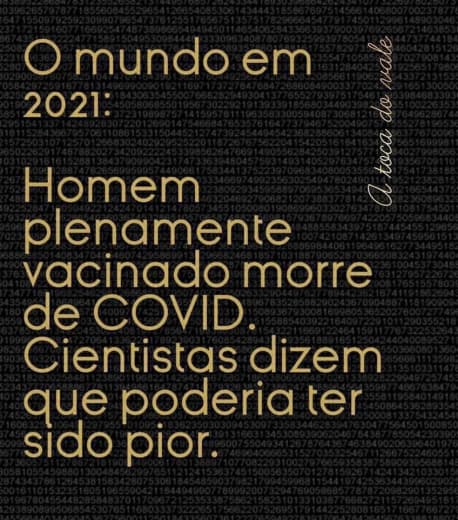 O mundo em
2021:
Homem
plenamente
vacinado morre
de COVID.
Cientistas dizem
que poderia ter
sido pior.
A toca do vale